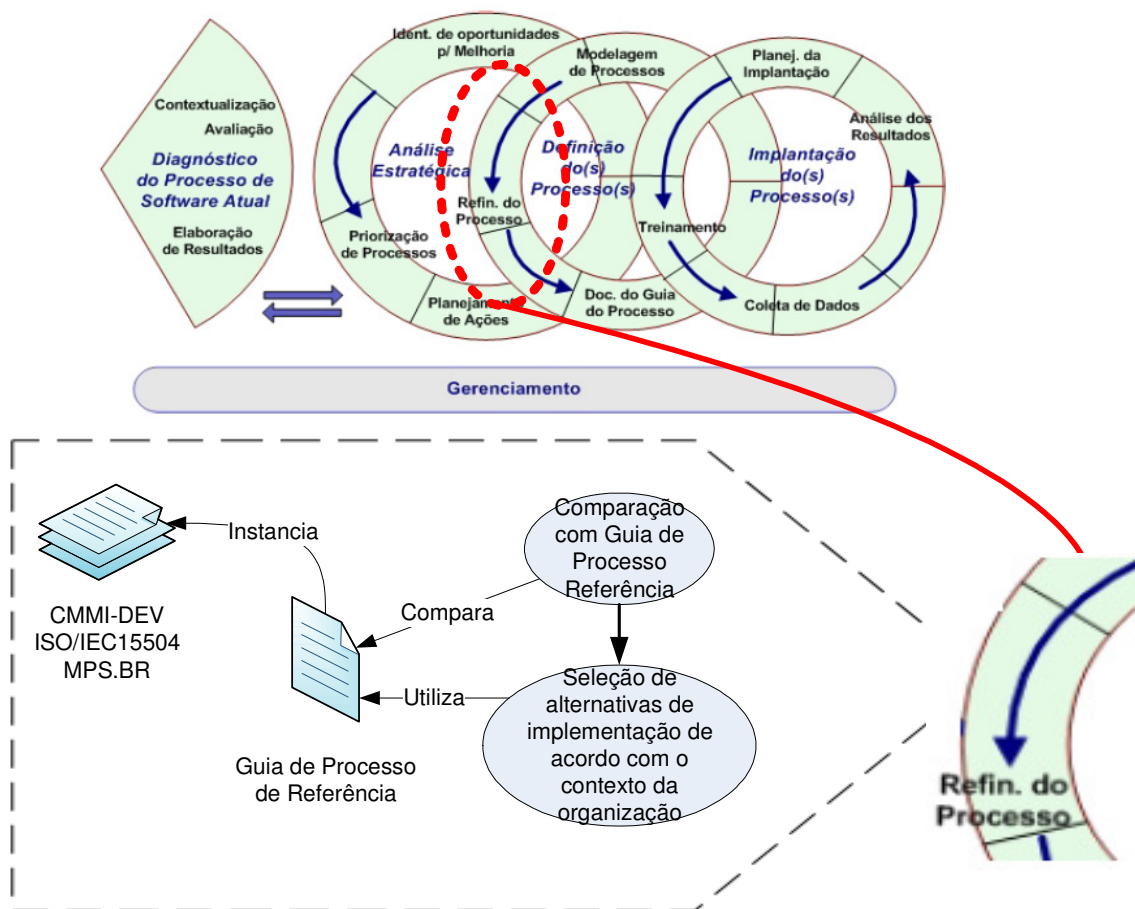 Contextualização
Avaliação
Diagnóstico
do Processo de
Software Atual
Elaboração
de Resultados
Ident. de oportunidades
p/ Melhoria
Análise
Estratégica
Priorização
de Processos
Planejamento
de Ações
Modelagem
de Processos
Definição
do(s)
Processo(s)
Refin. do
Processo
Doc. do Guia
do Processo
Planej. da
Implantação
Análise dos
Resultados
Implantação
do(s)
Processo(s)
Treinamento
Coleta de Dados
Gerenciamento
CMMI-DEV
ISO/IEC15504
MPS.BR
Instancia
Compara
Utiliza
Guia de Processo
de Referência
Comparação
com Guia de
Processo
Referência
Seleção de
alternativas de
implementação de
acordo com o
contexto da
organização
Refin. do
Processo